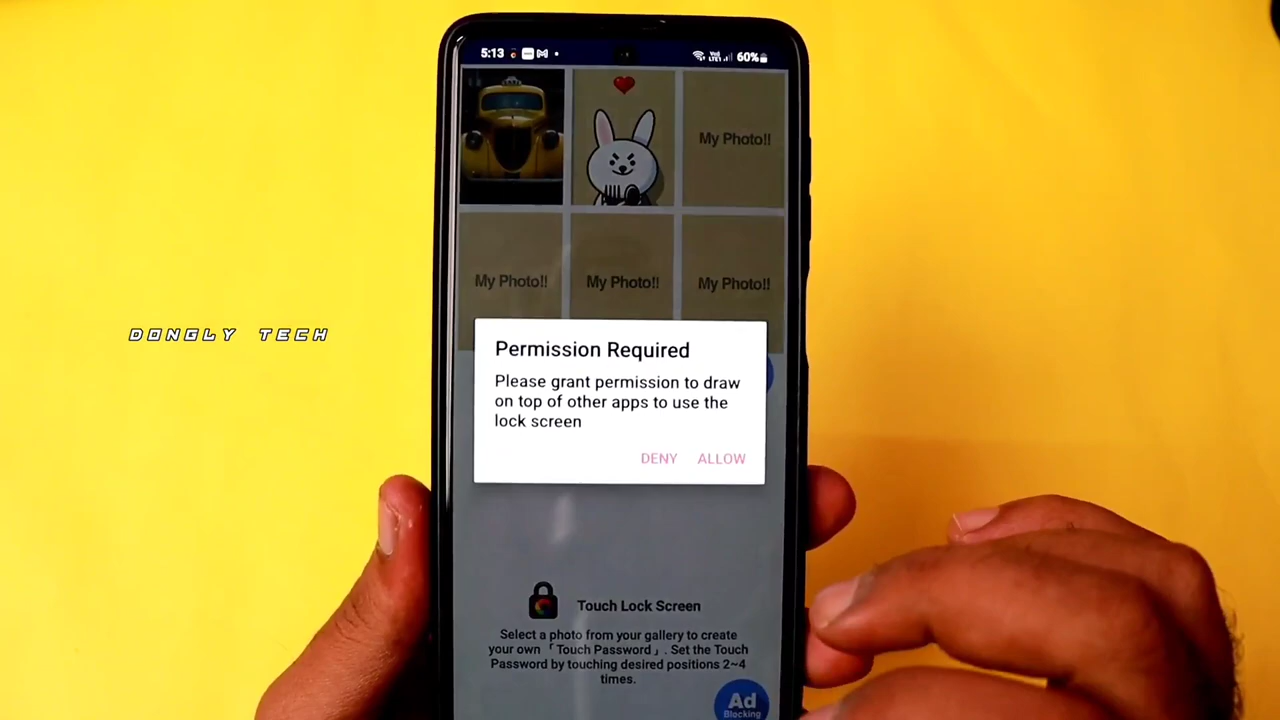 5:13
60%
My Photo!!
My Photo!! My Photo!! My Photo!!
DONGLY TECH
Permission Required
Please grant permission to draw
on top of other apps to use the
lock screen
DENY ALLOW
Touch Lock Screen
Select a photo from your gallery to create
your own「Touch Password」. Set the Touch
Password by touching desired positions 2~4
times.
Ad
Blocking